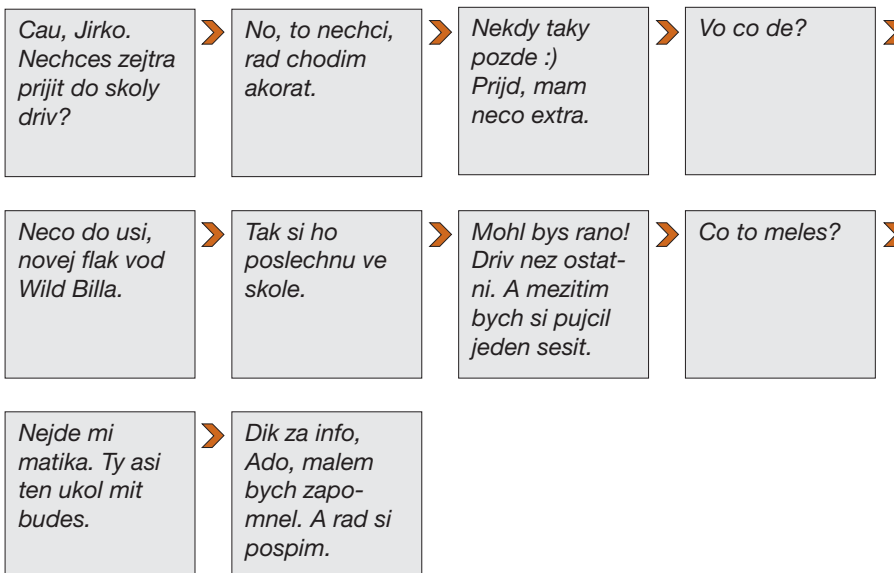 Cau, Jirko.
Nechces zejtra
prijit do skoly
driv?
No, to nechci,
rad chodim
akorat.
Nekdy taky
pozde :)
Prijd, mam
neco extra.
Vo co de?
Neco do usi,
novej flak vod
Wild Billa.
Tak si ho
poslechnu ve
skole.
Mohl bys rano!
Driv nez ostat-
ni. A mezitim
bych si pujcil
jeden sesit.
Co to meles?
Nejde mi
matika. Ty asi
ten ukol mit
budes.
Dik za info,
Ado, malem
bych zapo-
mnel. A rad si
pospim.